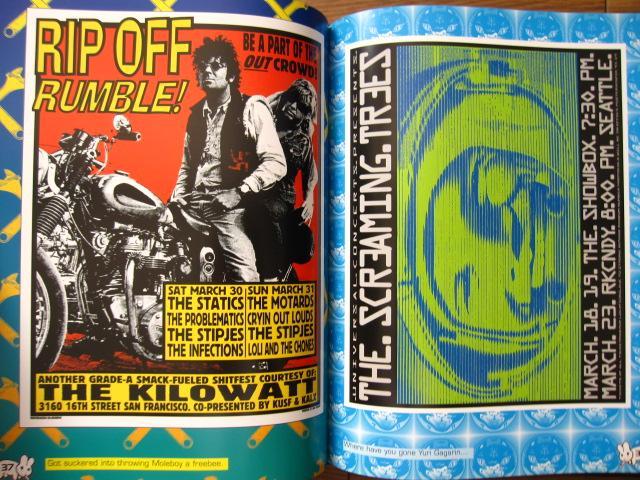 RIP OFF
RUMBLE!
BE A PART OF THE
OUT CROWD!
SAT MARCH 30
THE STATICS
THE PROBLEMATICS
THE STIPJES
THE INFECTIONS
SUN MARCH 31
THE MOTARDS
CRYIN OUT LOUDS
THE STIPJES
LOLI AND THE CHONES
ANOTHER GRADE-A SMACK-FUELED SHITFEST COURTESY OF:
THE KILOWATT
3160 16TH STREET SAN FRANCISCO. CO-PRESENTED BY KUSF & KALX
37
Got suckered into throwing Moleboy a freebee.
UNIVERSAL.CONCERTS.PRESENTS
THE.SCREAMING.TR3ES
MARCH. 18. 19. THE. SHOWBOX. 7:30. PM.
MARCH. 23. RKCNDY. 8:00. PM. SEATTLE.
Where have you gone Yuri Gagarin...